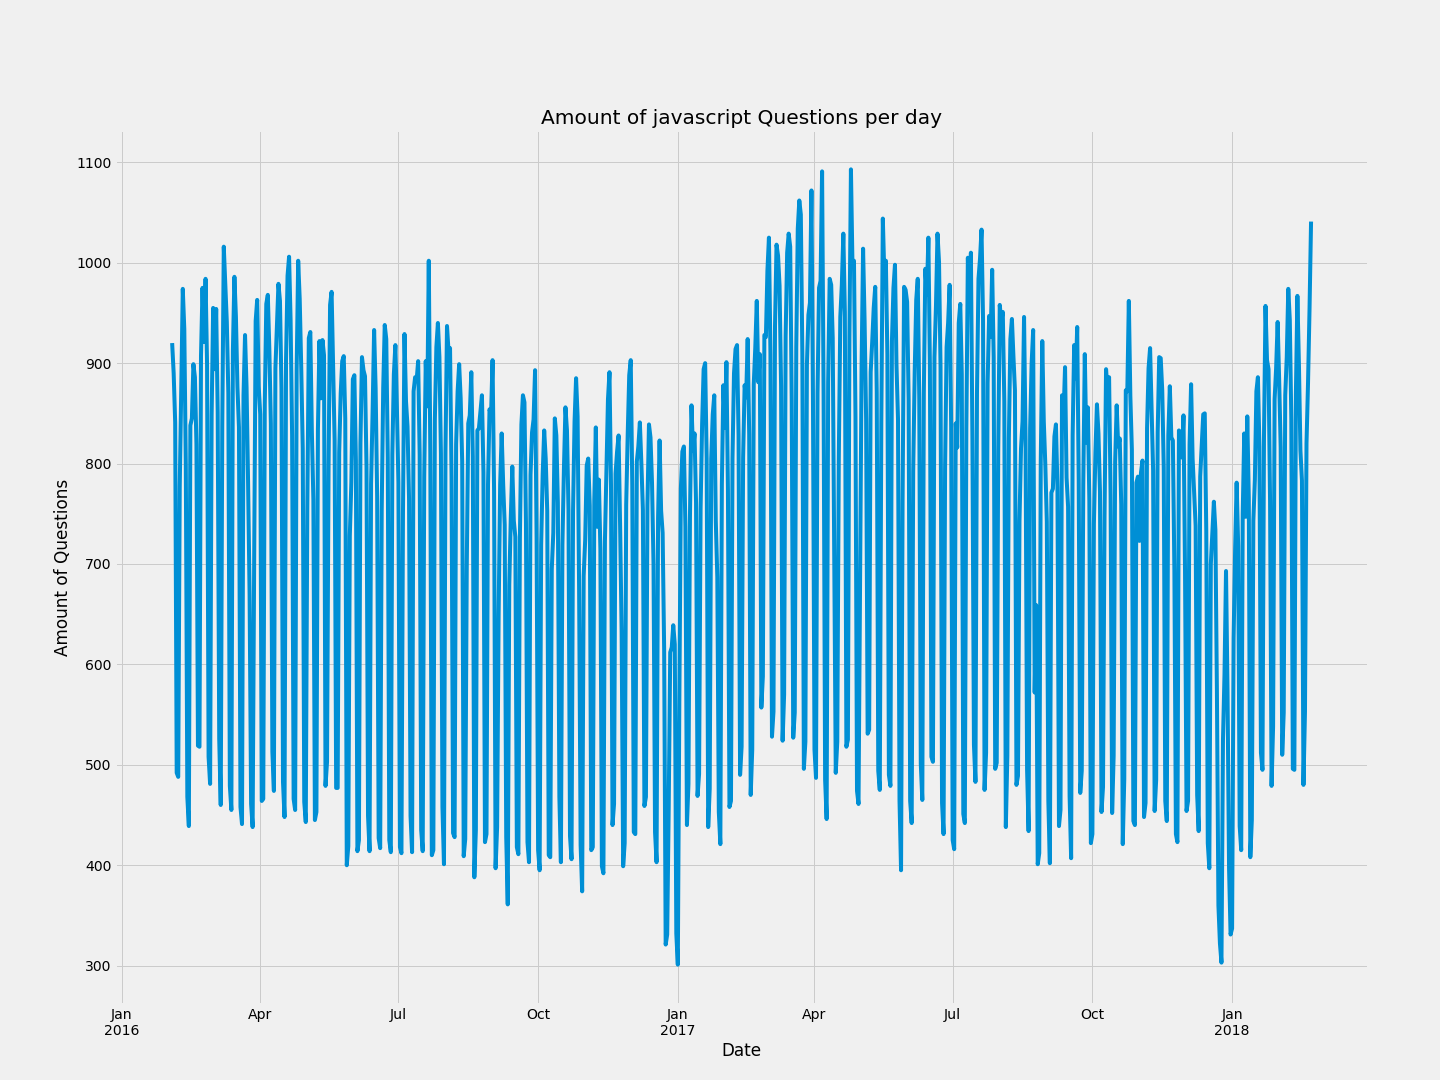 Amount of javascript Questions per day
1100
1000
900
800
700
600
500
400
300
Amount of Questions
Jan Apr Jul Oct Jan Apr Jul Oct Jan
2016 2017 2018
Date